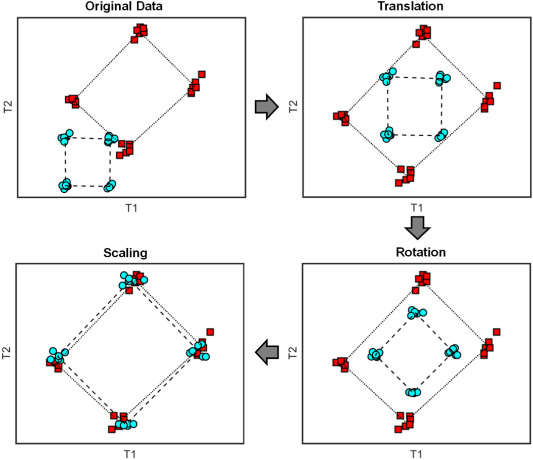 Original Data
Translation
T2
T2
T1
T1
Scaling
Rotation
T2
T2
T1
T1